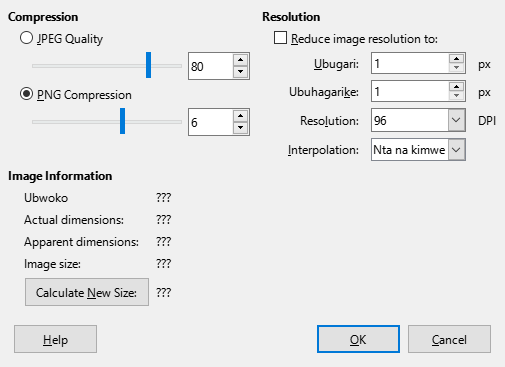 Compression
JPEG Quality
80
PNG Compression
6
Resolution
Reduce image resolution to:
Ubugari: 1 px
Ubuhagarike: 1 px
Resolution: 96 DPI
Interpolation: Nta na kimwe
Image Information
Ubwoko ???
Actual dimensions: ???
Apparent dimensions: ???
Image size: ???
Calculate New Size: ???
Help OK Cancel